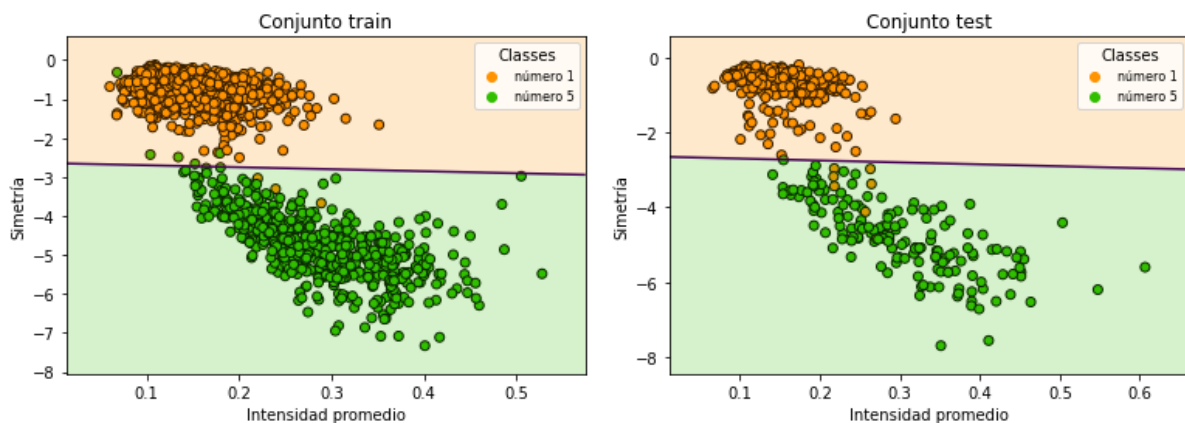 Conjunto train
Classes
número 1
número 5
Simetría
0
−1
−2
−3
−4
−5
−6
−7
−8
0.1
0.2
0.3
0.4
0.5
Intensidad promedio
Conjunto test
Classes
número 1
número 5
Simetría
0
−2
−4
−6
−8
0.1
0.2
0.3
0.4
0.5
0.6
Intensidad promedio